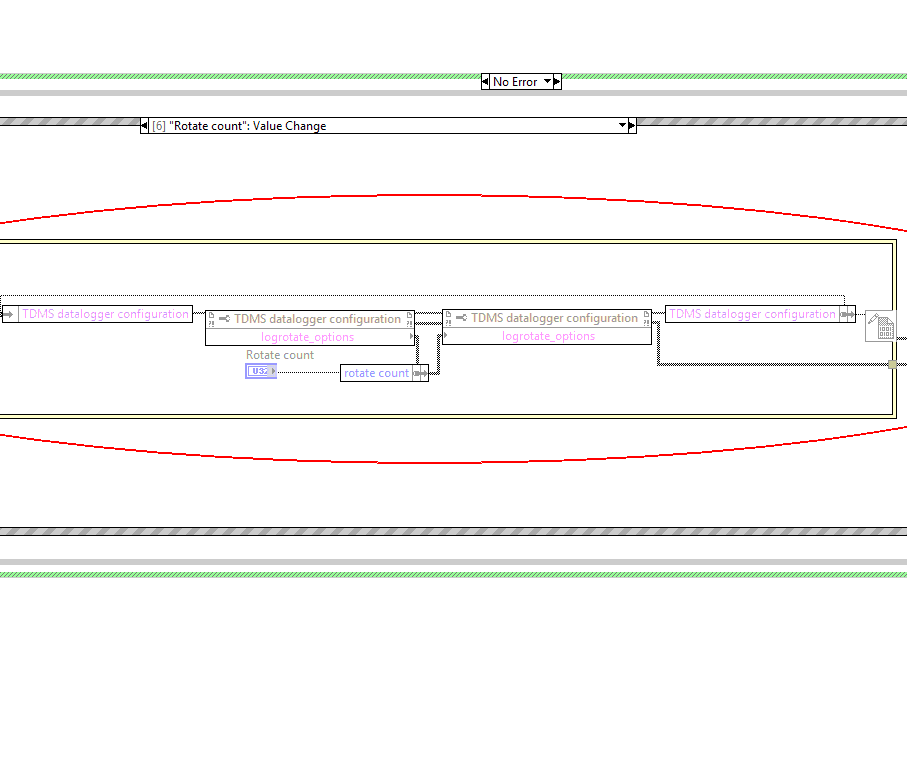 No Error
[6] "Rotate count": Value Change
TDMS datalogger configuration
TDMS datalogger configuration
logrotate_options
TDMS datalogger configuration
logrotate_options
TDMS datalogger configuration
Rotate count
U32
rotate count